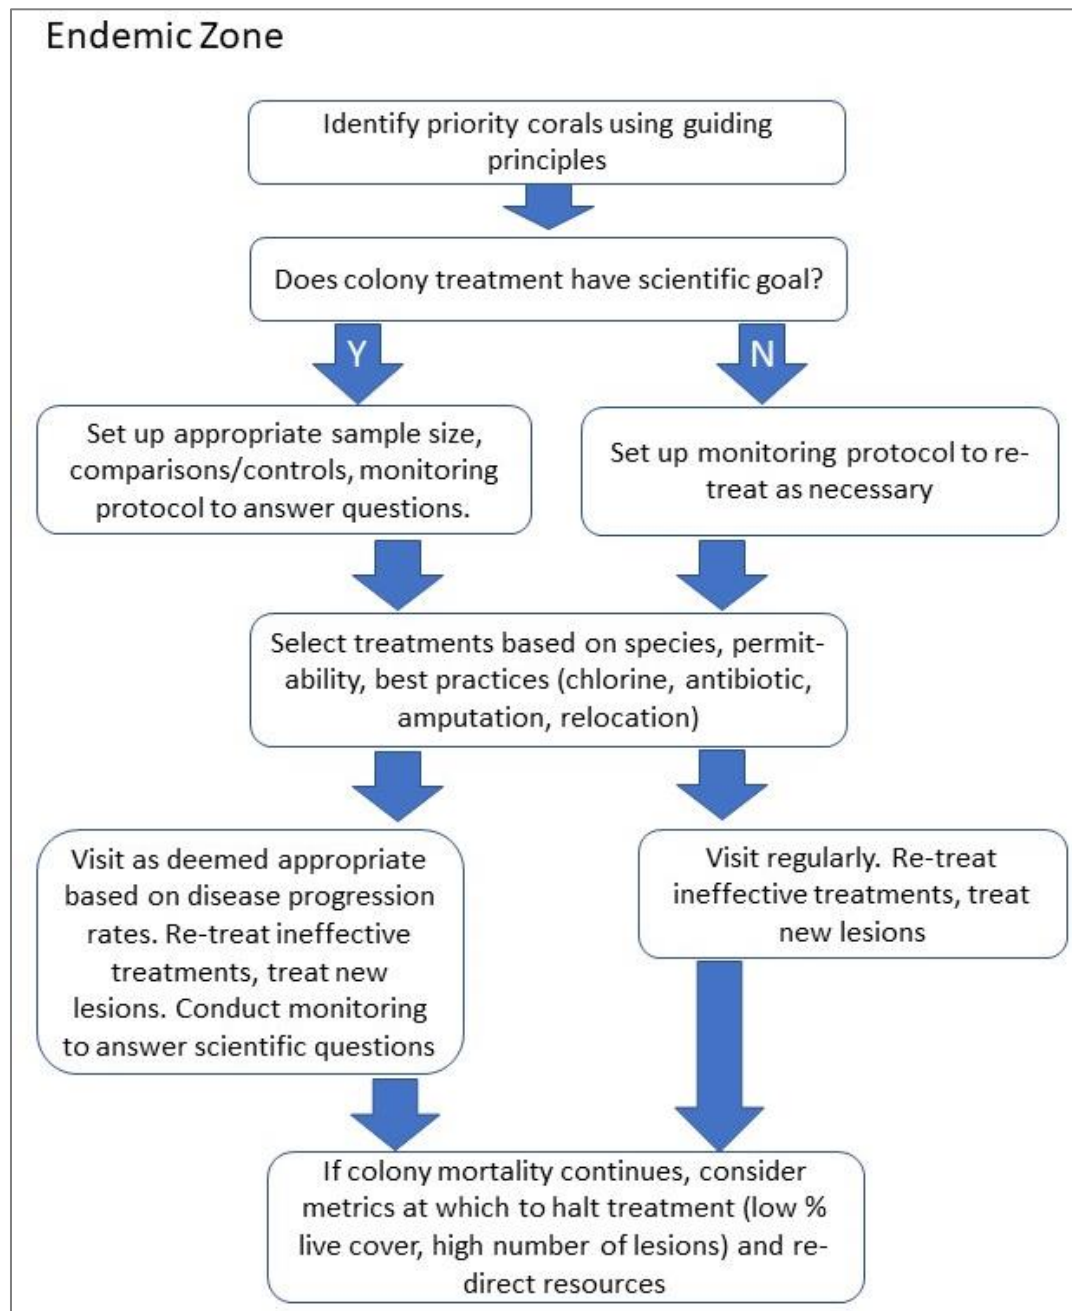 Endemic Zone
Identify priority corals using guiding
principles
Does colony treatment have scientific goal?
Y
N
Set up appropriate sample size,
comparisons/controls, monitoring
protocol to answer questions.
Set up monitoring protocol to re-
treat as necessary
Select treatments based on species, permit-
ability, best practices (chlorine, antibiotic,
amputation, relocation)
Visit as deemed appropriate
based on disease progression
rates. Re-treat ineffective
treatments, treat new
lesions. Conduct monitoring
to answer scientific questions
Visit regularly. Re-treat
ineffective treatments, treat
new lesions
If colony mortality continues, consider
metrics at which to halt treatment (low %
live cover, high number of lesions) and re-
direct resources